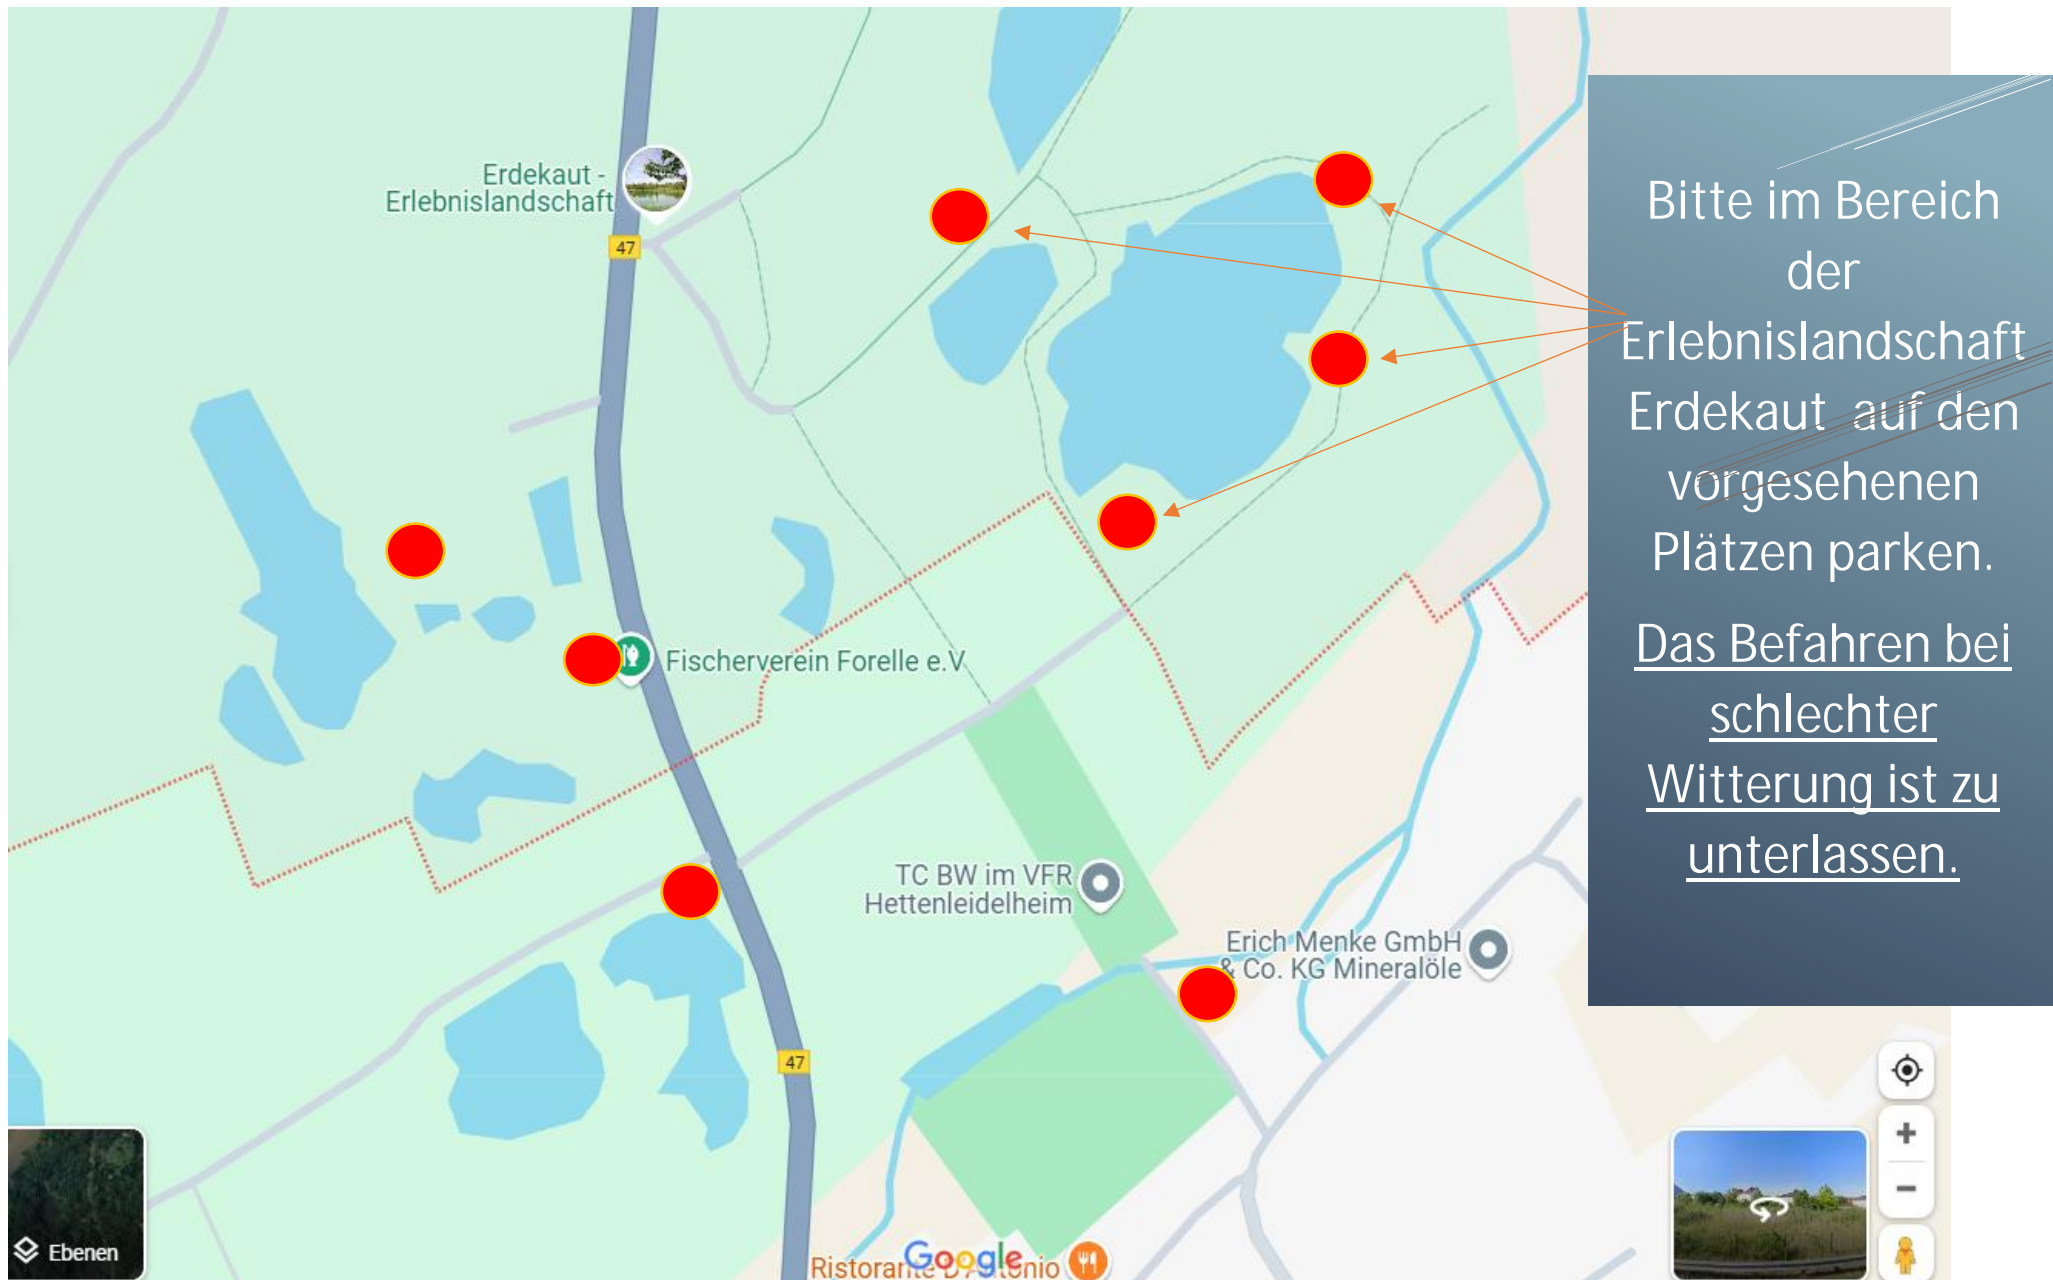 Erdekaut -
Erlebnislandschaft
47
Fischerverein Forelle e.V
TC BW im VFR
Hettenleidelheim
Erich Menke GmbH
& Co. KG Mineralöle
47
Ebenen
Google
Bitte im Bereich
der
Erlebnislandschaft
Erdekaut auf den
vorgesehenen
Plätzen parken.
Das Befahren bei
schlechter
Witterung ist zu
unterlassen.